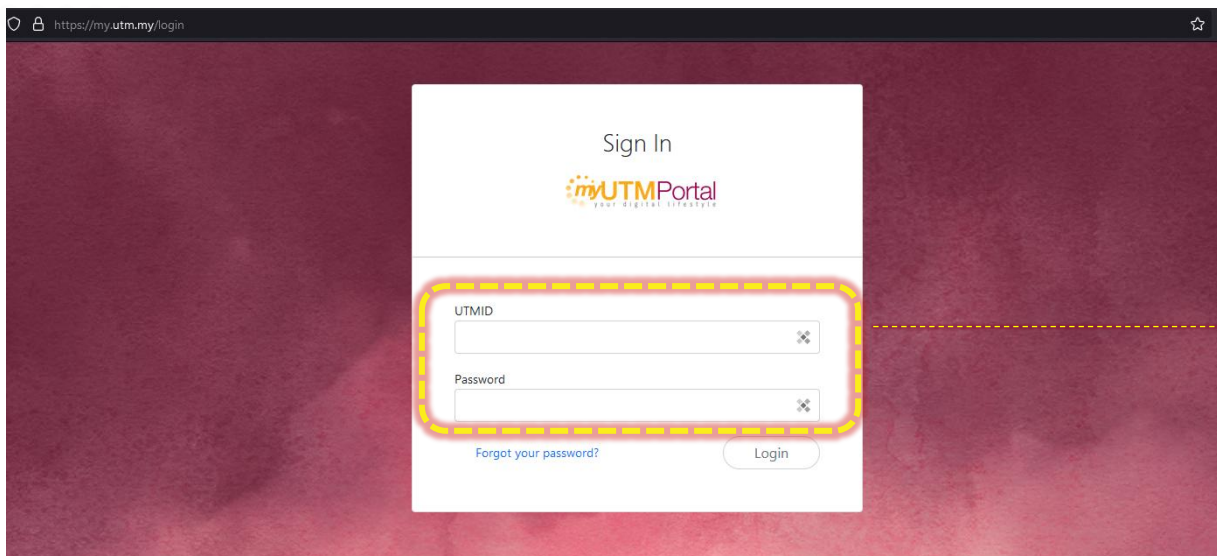 https://my.utm.my/login
Sign In
myUTMPortal
your digital lifestyle
UTMID
Password
Forgot your password?
Login